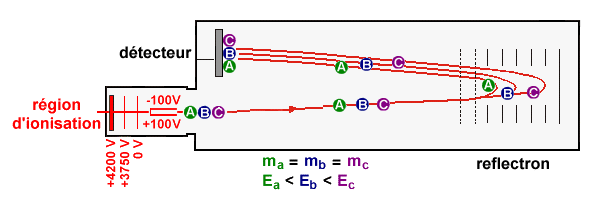 détecteur
C
B
A
région
d'ionisation
-100V
+100V
+4200 V
+3750 V
0 V
A B C
A B C
A B C
A B C
reflectron
ma = mb = mc
Ea < Eb < Ec